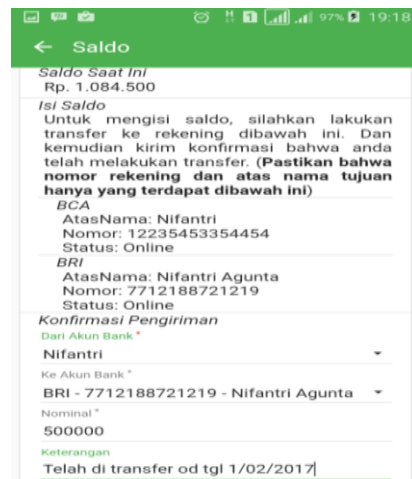 97% 19:18
← Saldo
Saldo Saat Ini
Rp. 1.084.500
Isi Saldo
Untuk mengisi saldo, silahkan lakukan
transfer ke rekening dibawah ini. Dan
kemudian kirim konfirmasi bahwa anda
telah melakukan transfer. (Pastikan bahwa
nomor rekening dan atas nama tujuan
hanya yang terdapat dibawah ini)
BCA
AtasNama: Nifantri
Nomor: 12235453354454
Status: Online
BRI
AtasNama: Nifantri Agunta
Nomor: 7712188721219
Status: Online
Konfirmasi Pengiriman
Dari Akun Bank *
Nifantri
Ke Akun Bank *
BRI - 7712188721219 - Nifantri Agunta
Nominal *
500000
Keterangan
Telah di transfer od tgl 1/02/2017